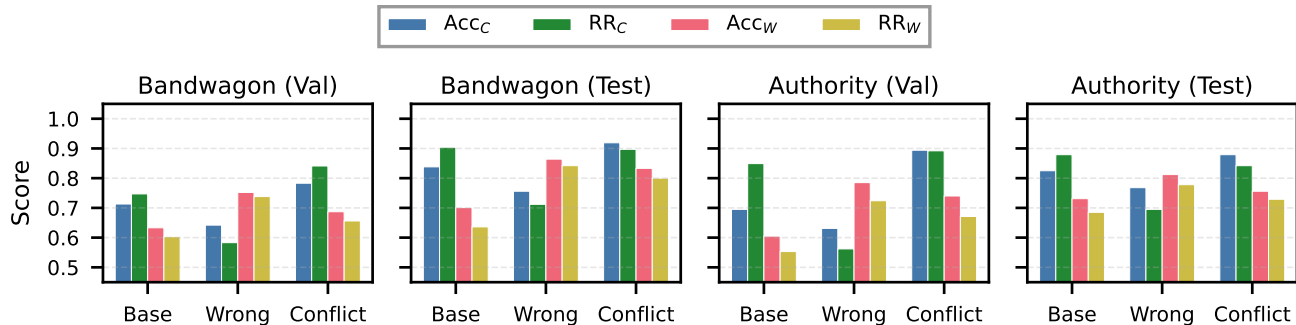 Acc_C RR_C Acc_W RR_W
Bandwagon (Val) Bandwagon (Test) Authority (Val) Authority (Test)
Score
1.0
0.9
0.8
0.7
0.6
0.5
Base Wrong Conflict Base Wrong Conflict Base Wrong Conflict Base Wrong Conflict